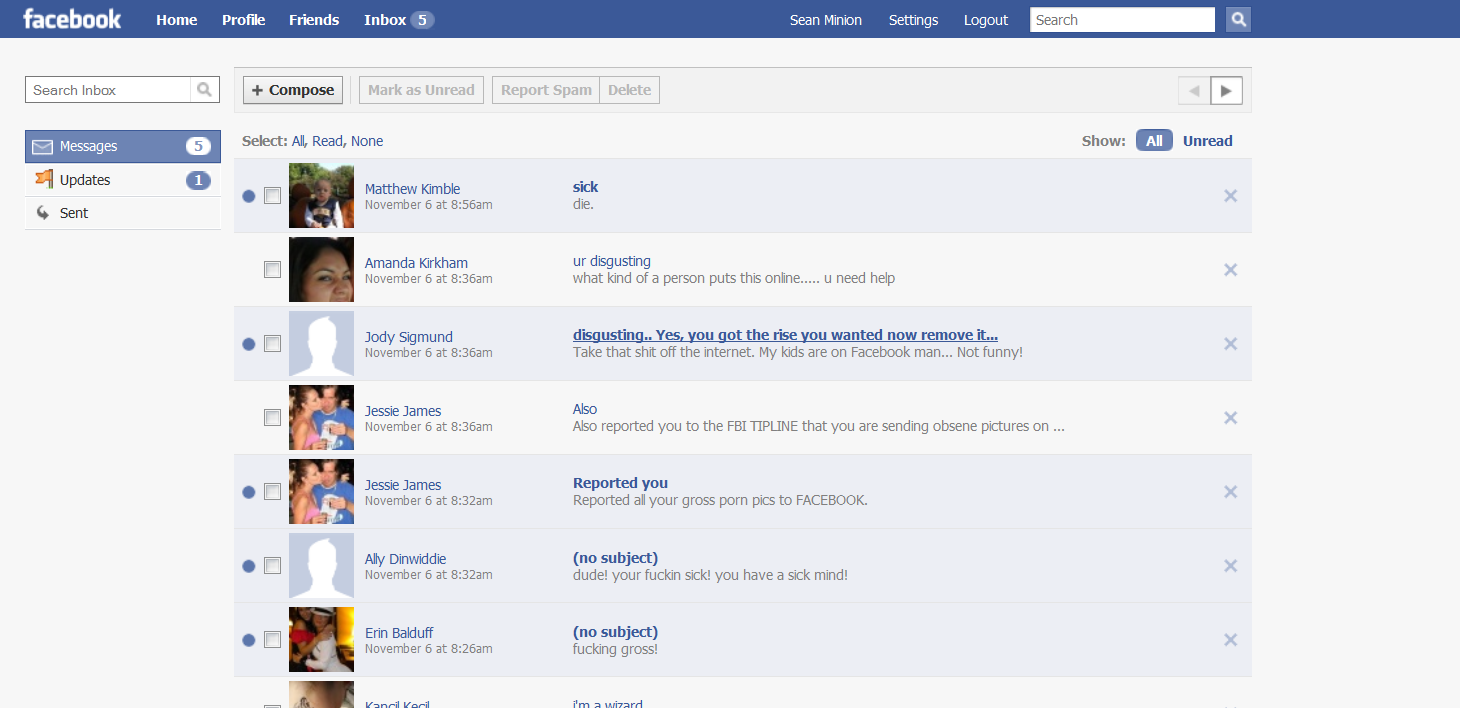 facebook Home Profile Friends Inbox 5 Sean Minion Settings Logout Search
Search Inbox
+ Compose Mark as Unread Report Spam Delete
Messages 5
Updates 1
Sent
Select: All, Read, None Show: All Unread
Matthew Kimble
November 6 at 8:56am
sick
die.
Amanda Kirkham
November 6 at 8:36am
ur disgusting
what kind of a person puts this online..... u need help
Jody Sigmund
November 6 at 8:36am
disgusting.. Yes, you got the rise you wanted now remove it...
Take that shit off the internet. My kids are on Facebook man... Not funny!
Jessie James
November 6 at 8:36am
Also
Also reported you to the FBI TIPLINE that you are sending obsene pictures on ...
Jessie James
November 6 at 8:32am
Reported you
Reported all your gross porn pics to FACEBOOK.
Ally Dinwiddie
November 6 at 8:32am
(no subject)
dude! your fuckin sick! you have a sick mind!
Erin Balduff
November 6 at 8:26am
(no subject)
fucking gross!
Kancil Kecil
i'm a wizard